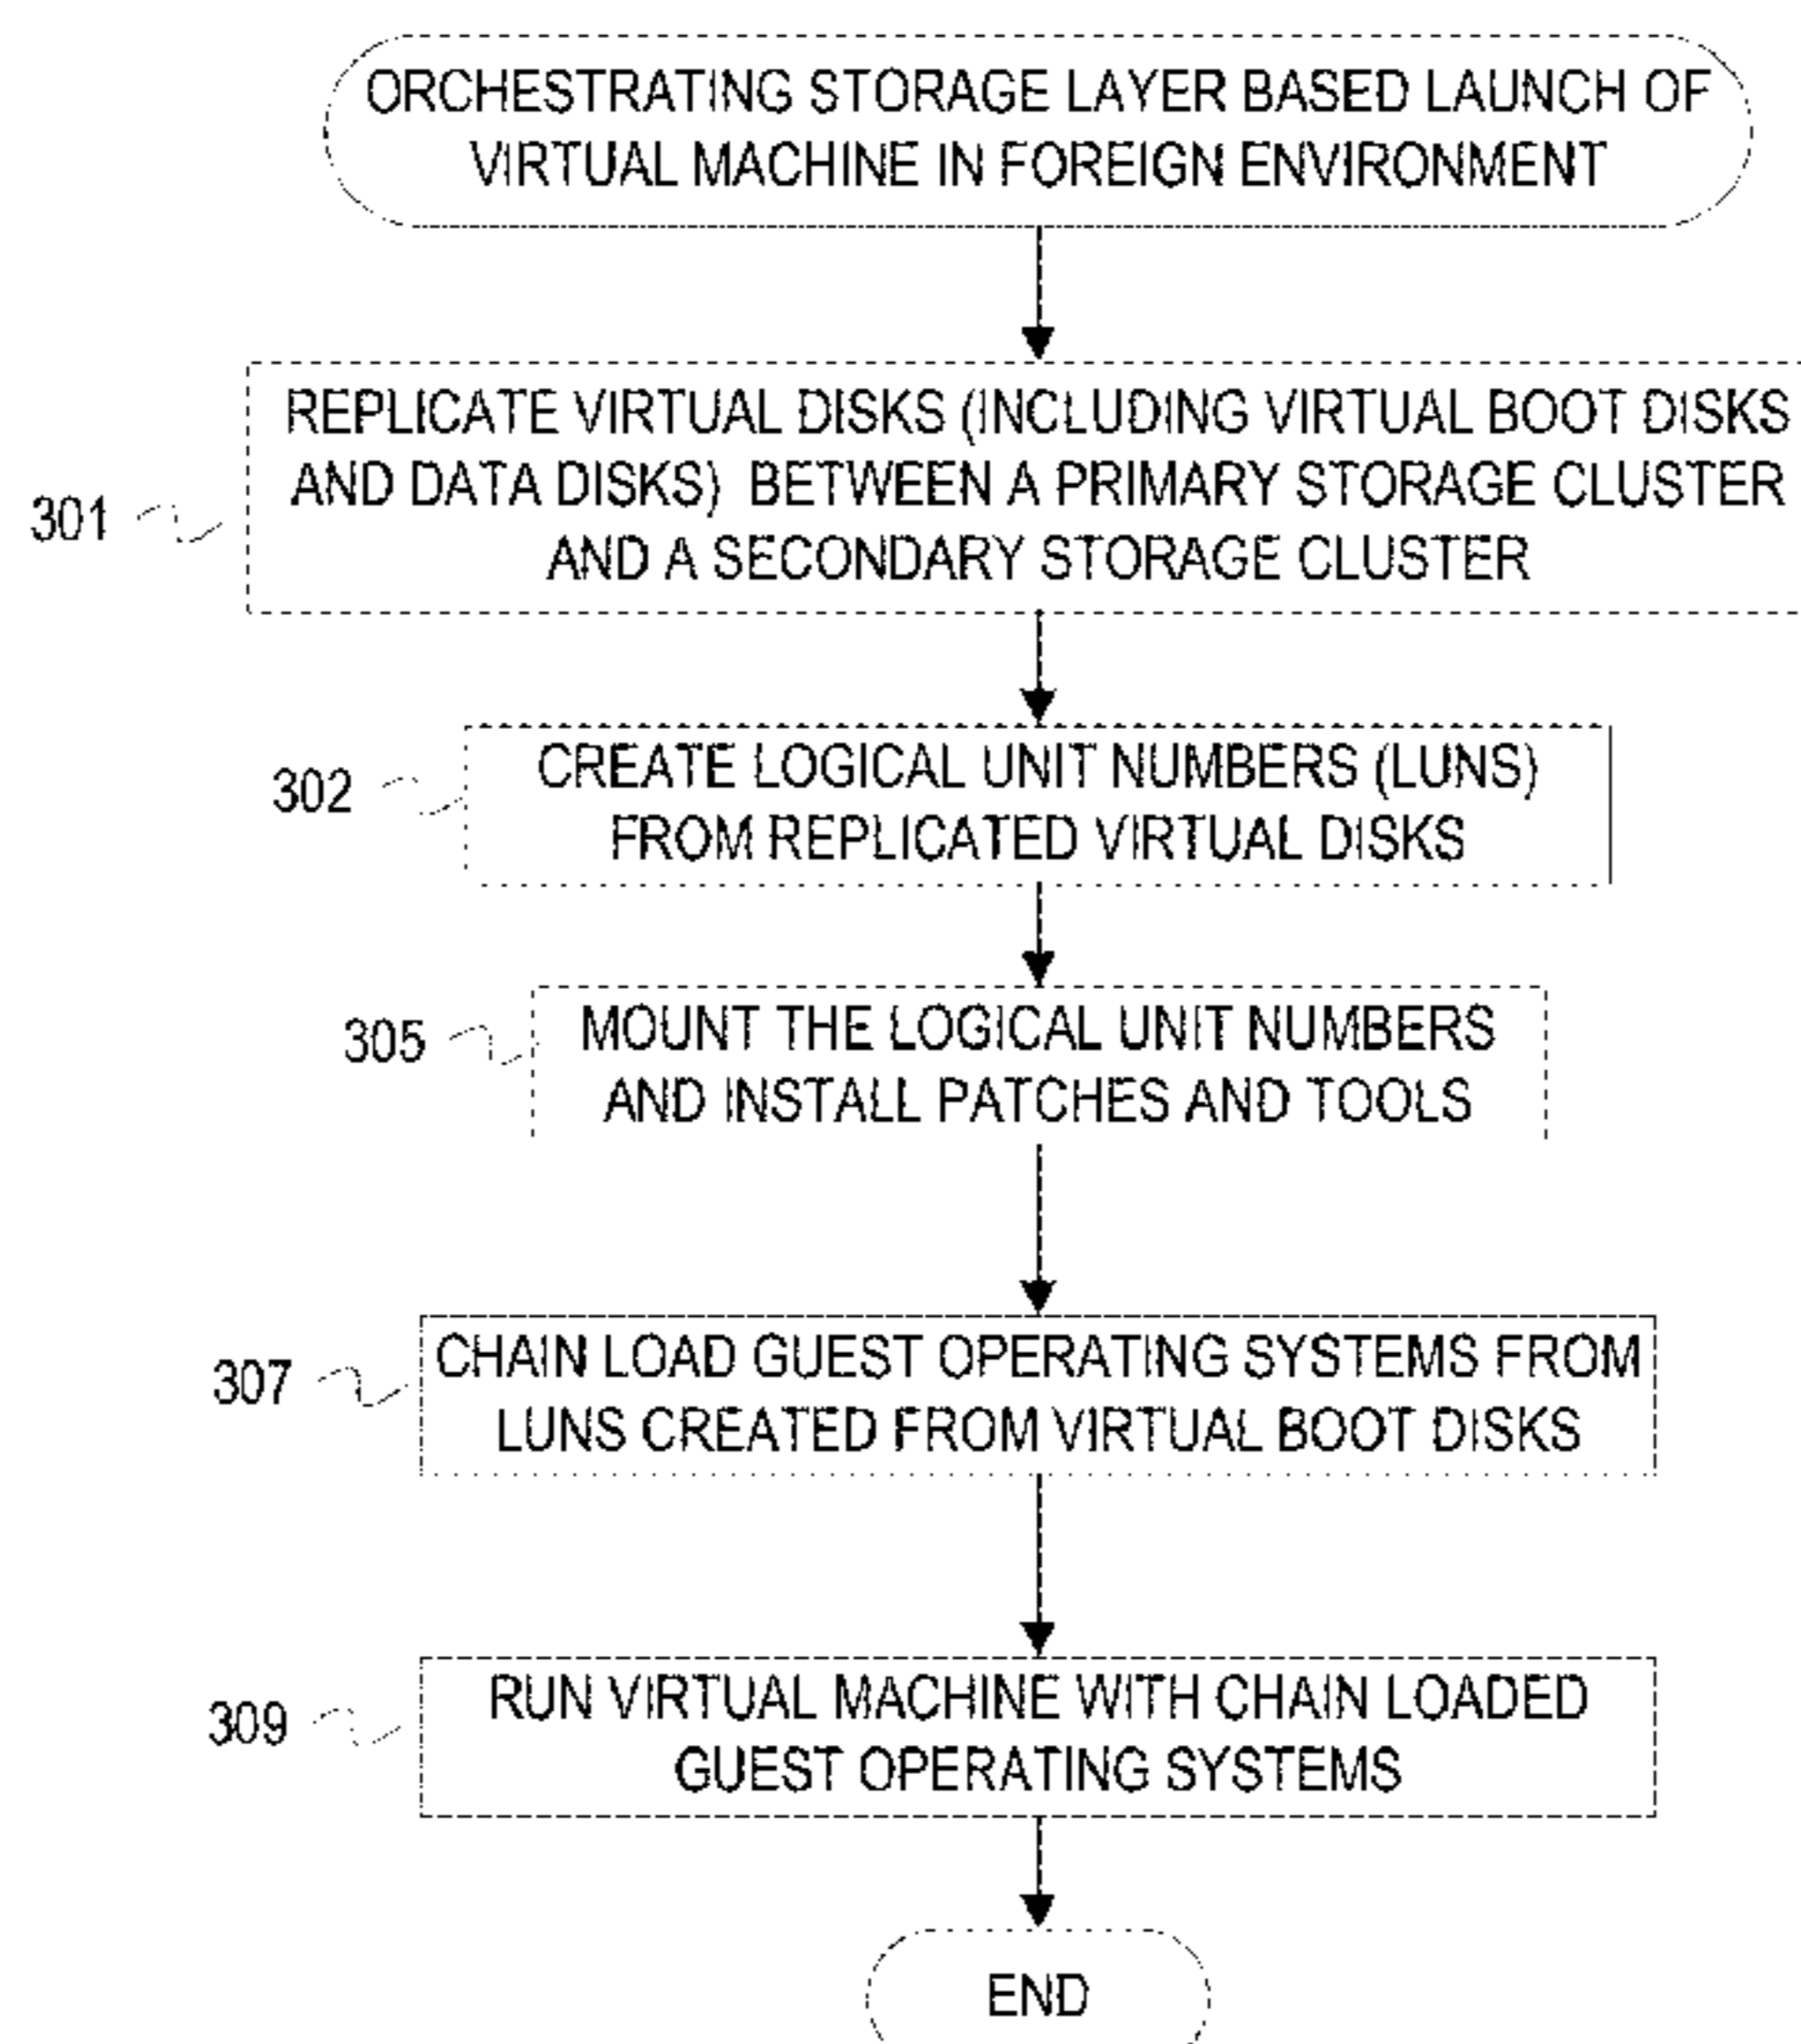 ORCHESTRATING STORAGE LAYER BASED LAUNCH OF
VIRTUAL MACHINE IN FOREIGN ENVIRONMENT
REPLICATE VIRTUAL DISKS (INCLUDING VIRTUAL BOOT DISKS
AND DATA DISKS) BETWEEN A PRIMARY STORAGE CLUSTER
AND A SECONDARY STORAGE CLUSTER
301
CREATE LOGICAL UNIT NUMBERS (LUNS)
FROM REPLICATED VIRTUAL DISKS
302
MOUNT THE LOGICAL UNIT NUMBERS
AND INSTALL PATCHES AND TOOLS
305
CHAIN LOAD GUEST OPERATING SYSTEMS FROM
LUNS CREATED FROM VIRTUAL BOOT DISKS
307
RUN VIRTUAL MACHINE WITH CHAIN LOADED
GUEST OPERATING SYSTEMS
309
END